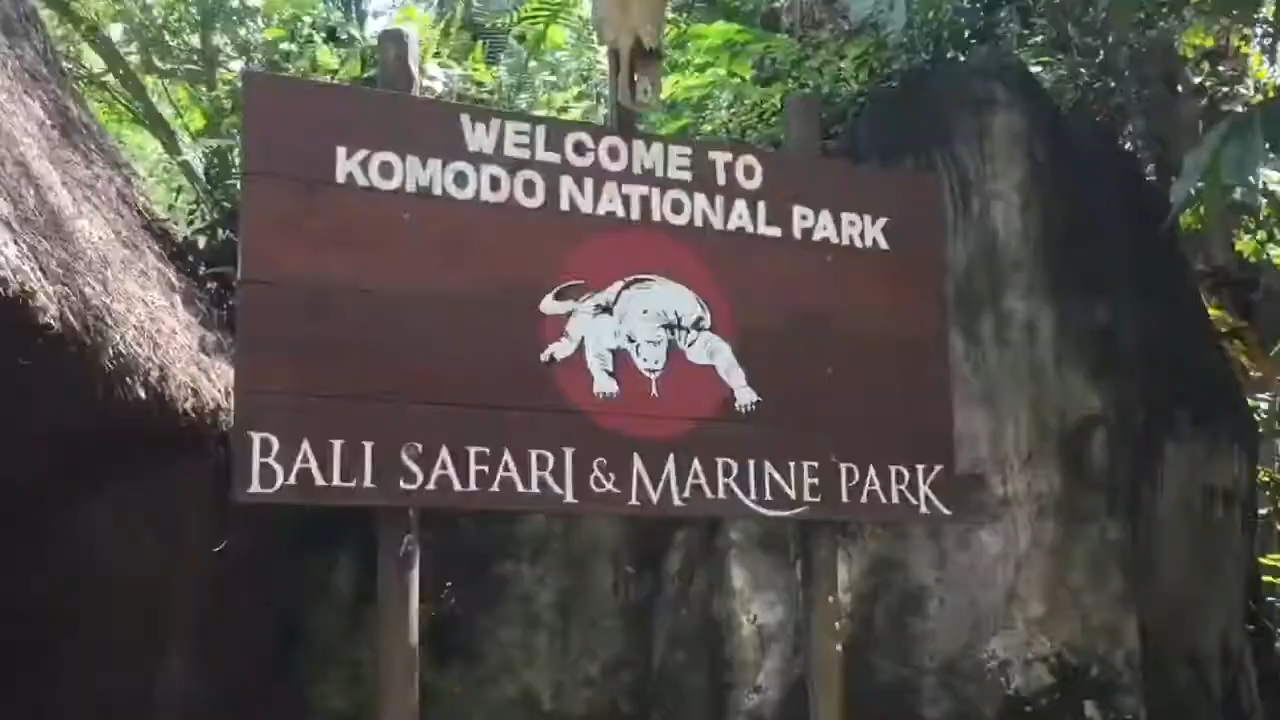 WELCOME TO
KOMODO NATIONAL PARK
BALI SAFARI & MARINE PARK